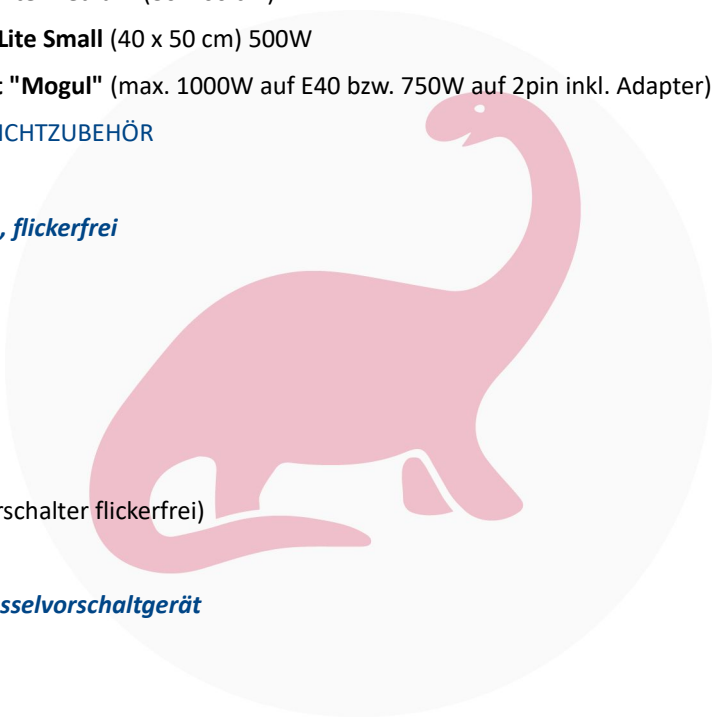 Lite Small (40 x 50 cm) 500W
"Mogul" (max. 1000W auf E40 bzw. 750W auf 2pin inkl. Adapter)
ICHTZUBEHÖR
, flickerfrei
rschalter flickerfrei)
sselvorschaltgerät